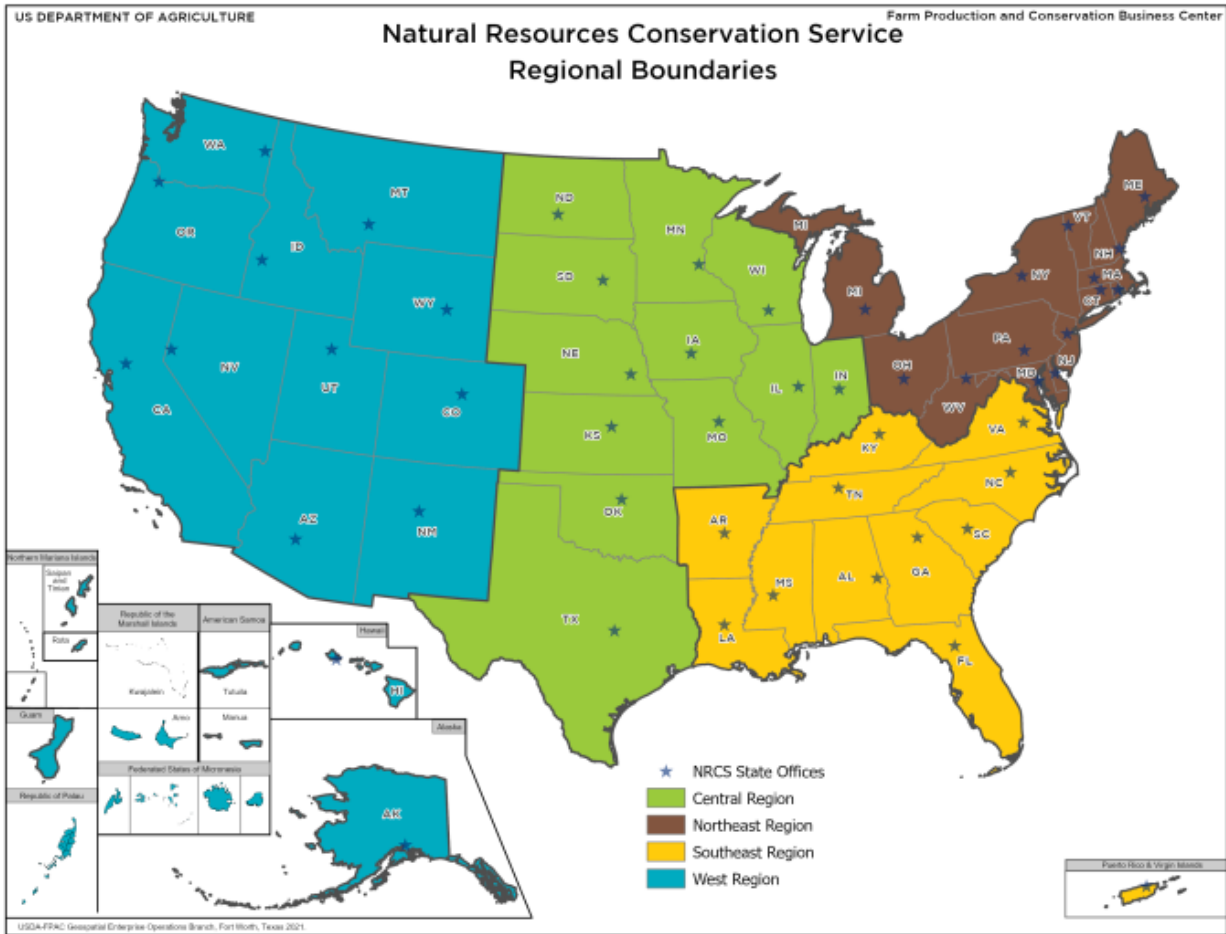 US DEPARTMENT OF AGRICULTURE
Farm Production and Conservation Business Center
Natural Resources Conservation Service
Regional Boundaries
WA
MT
ND
MN
ME
VT
MI
OR
ID
NH
NY
MA
WI
SD
WY
MI
CT
IA
PA
NE
NV
OH
NJ
MD
UT
IL
IN
CA
CO
WV
VA
KS
MO
KY
NC
TN
OK
AZ
NM
AR
SC
GA
MS
AL
TX
LA
FL
Northern Mariana Islands
Saipan
and
Tinian
Rota
Republic of the
Marshall Islands
American Samoa
Hawaii
Kwajalein
Tutuila
HI
Guam
Arno
Manua
Alaska
Federated States of Micronesia
Republic of Palau
AK
NRCS State Offices
Central Region
Northeast Region
Southeast Region
West Region
Puerto Rico & Virgin Islands
USDA-FPAC Geospatial Enterprise Operations Branch, Fort Worth, Texas 2021.